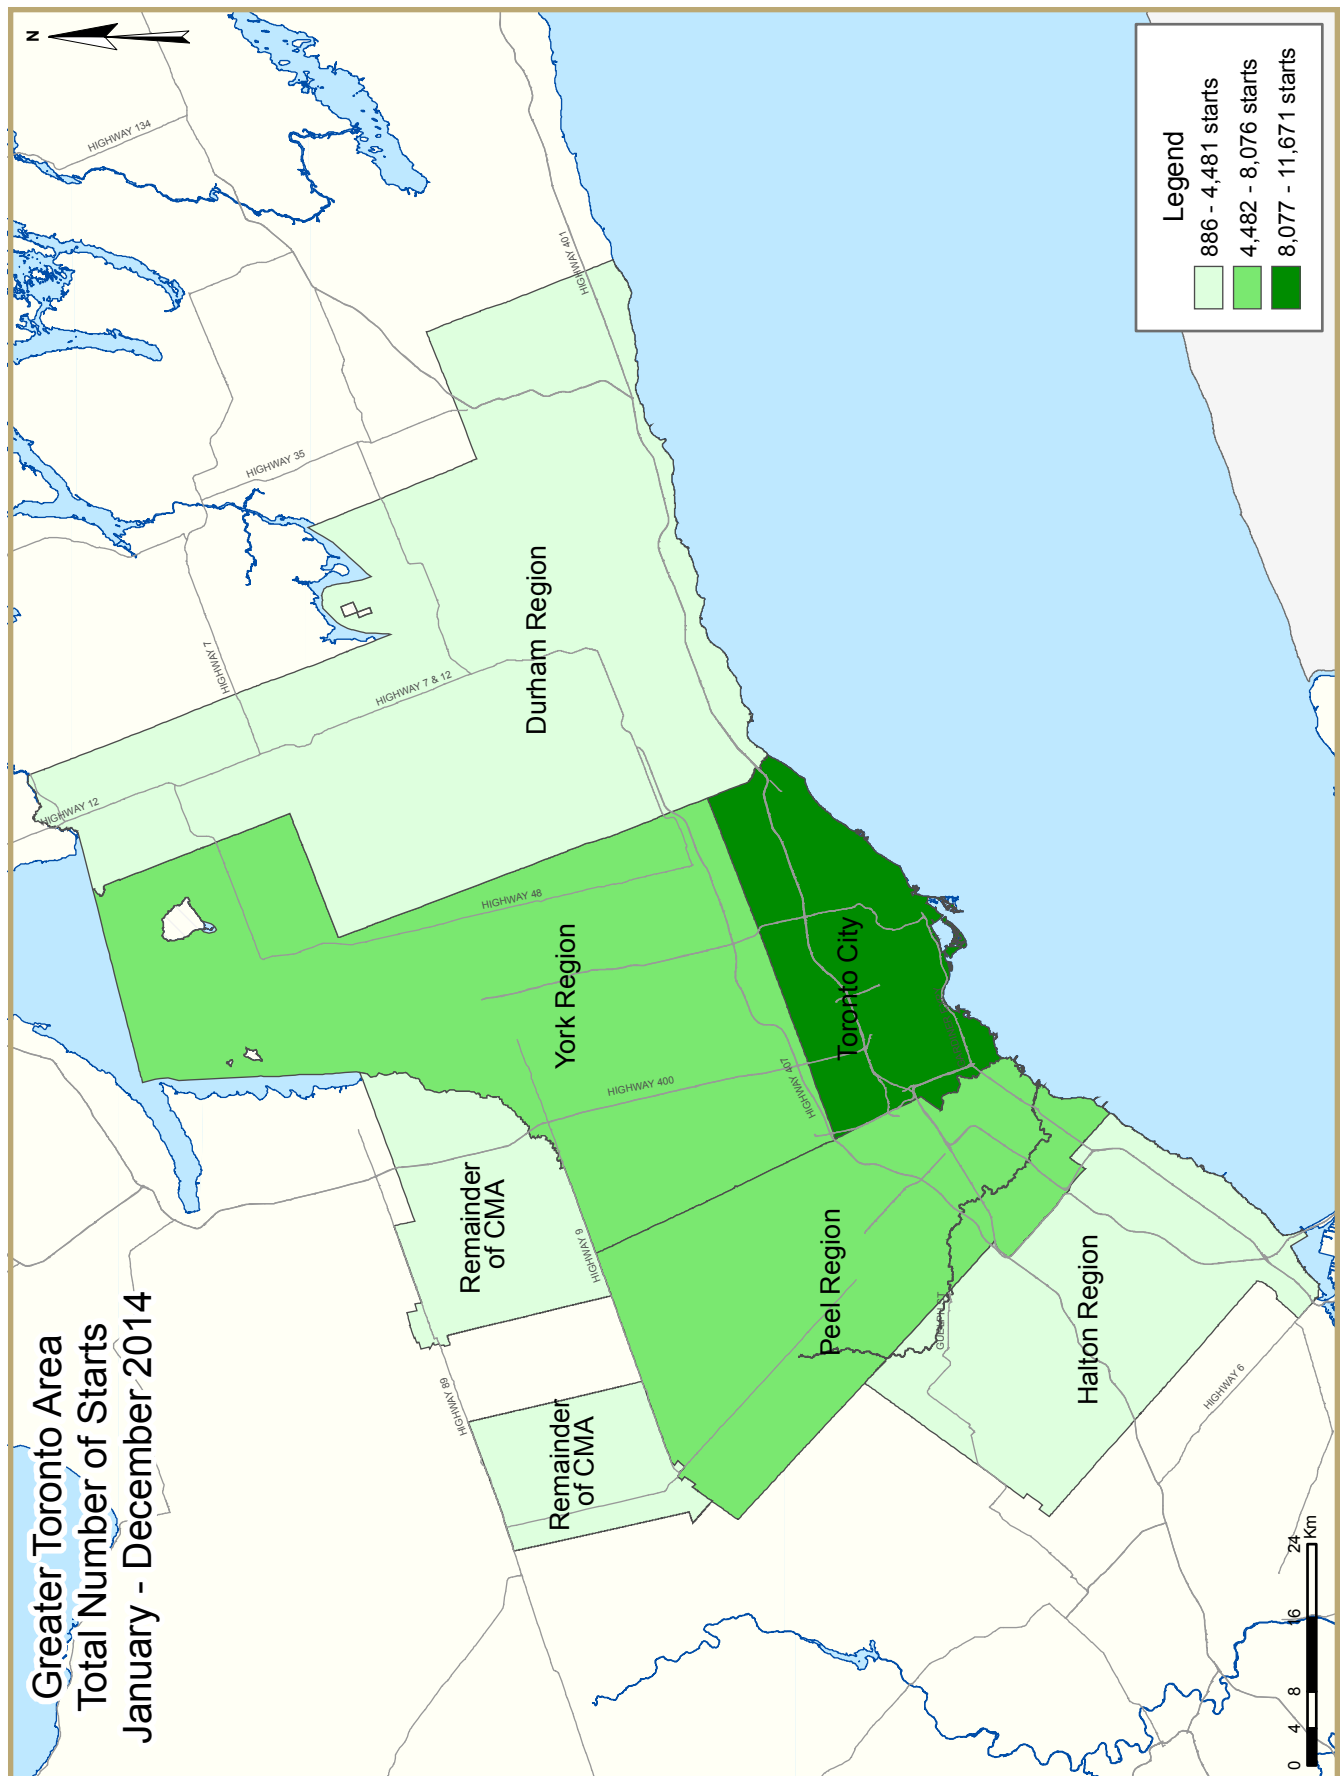 Greater Toronto Area
Total Number of Starts
January - December 2014
N
HIGHWAY 134
HIGHWAY 401
HIGHWAY 35
HIGHWAY 7
HIGHWAY 7 & 12
HIGHWAY 12
Durham Region
HIGHWAY 48
York Region
HIGHWAY 400
HIGHWAY 407
Toronto City
Remainder
of CMA
HIGHWAY 9
HIGHWAY 89
Remainder
of CMA
Peel Region
GUELPH ST
Halton Region
HIGHWAY 6
Legend
886 - 4,481 starts
4,482 - 8,076 starts
8,077 - 11,671 starts
0 4 8 16 24
Km